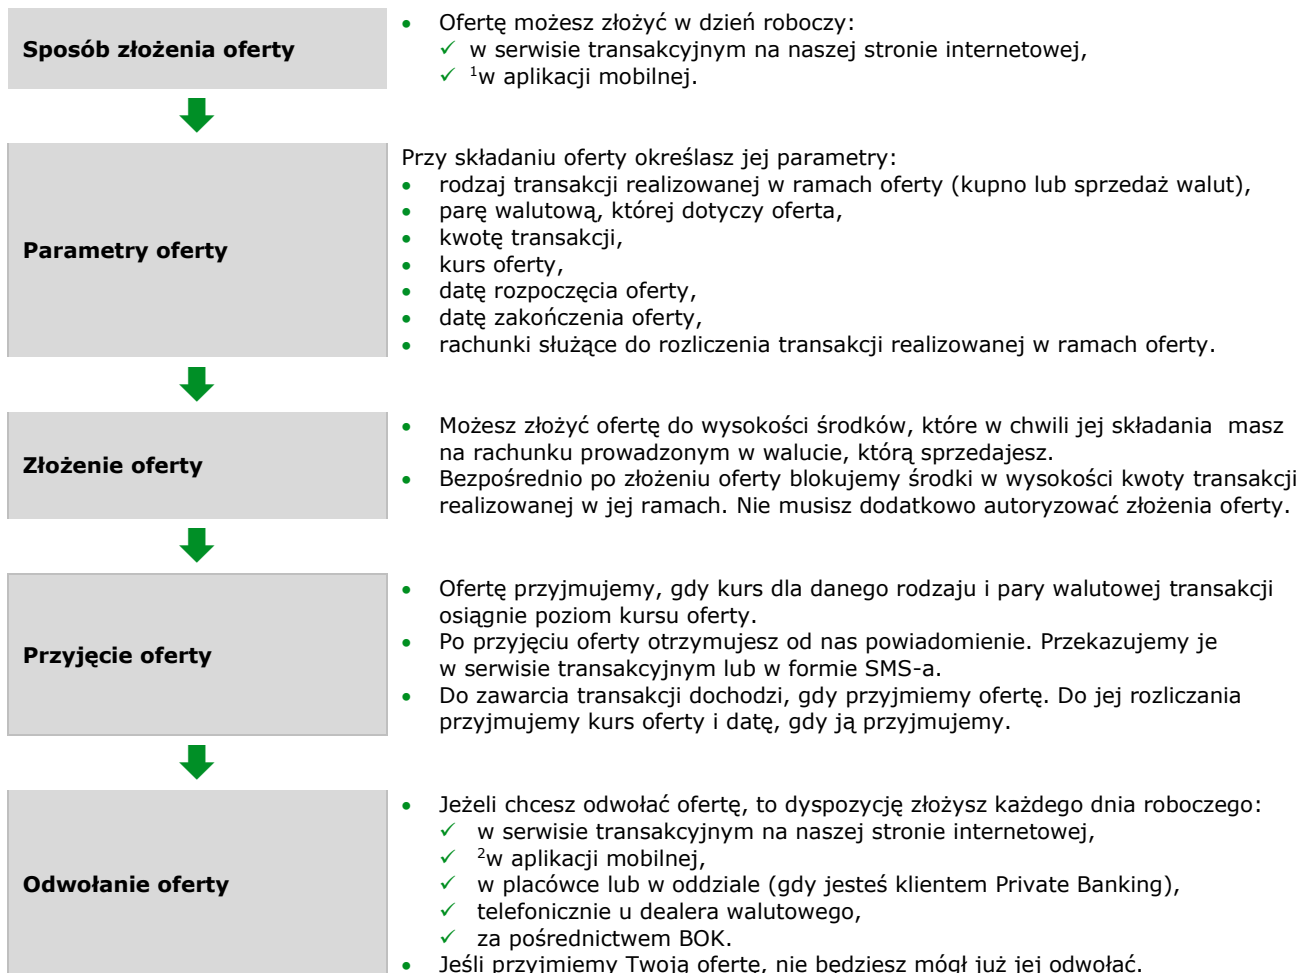 Sposób złożenia oferty
• Ofertę możesz złożyć w dzień roboczy:
✓ w serwisie transakcyjnym na naszej stronie internetowej,
✓ ¹w aplikacji mobilnej.
Parametry oferty
Przy składaniu oferty określasz jej parametry:
• rodzaj transakcji realizowanej w ramach oferty (kupno lub sprzedaż walut),
• parę walutową, której dotyczy oferta,
• kwotę transakcji,
• kurs oferty,
• datę rozpoczęcia oferty,
• datę zakończenia oferty,
• rachunki służące do rozliczenia transakcji realizowanej w ramach oferty.
Złożenie oferty
• Możesz złożyć ofertę do wysokości środków, które w chwili jej składania masz
na rachunku prowadzonym w walucie, którą sprzedajesz.
• Bezpośrednio po złożeniu oferty blokujemy środki w wysokości kwoty transakcji
realizowanej w jej ramach. Nie musisz dodatkowo autoryzować złożenia oferty.
Przyjęcie oferty
• Ofertę przyjmujemy, gdy kurs dla danego rodzaju i pary walutowej transakcji
osiągnie poziom kursu oferty.
• Po przyjęciu oferty otrzymujesz od nas powiadomienie. Przekazujemy je
w serwisie transakcyjnym lub w formie SMS-a.
• Do zawarcia transakcji dochodzi, gdy przyjmiemy ofertę. Do jej rozliczania
przyjmujemy kurs oferty i datę, gdy ją przyjmujemy.
Odwołanie oferty
• Jeżeli chcesz odwołać ofertę, to dyspozycję złożysz każdego dnia roboczego:
✓ w serwisie transakcyjnym na naszej stronie internetowej,
✓ ²w aplikacji mobilnej,
✓ w placówce lub w oddziale (gdy jesteś klientem Private Banking),
✓ telefonicznie u dealera walutowego,
✓ za pośrednictwem BOK.
• Jeśli przyjmiemy Twoją ofertę, nie będziesz mógł już jej odwołać.